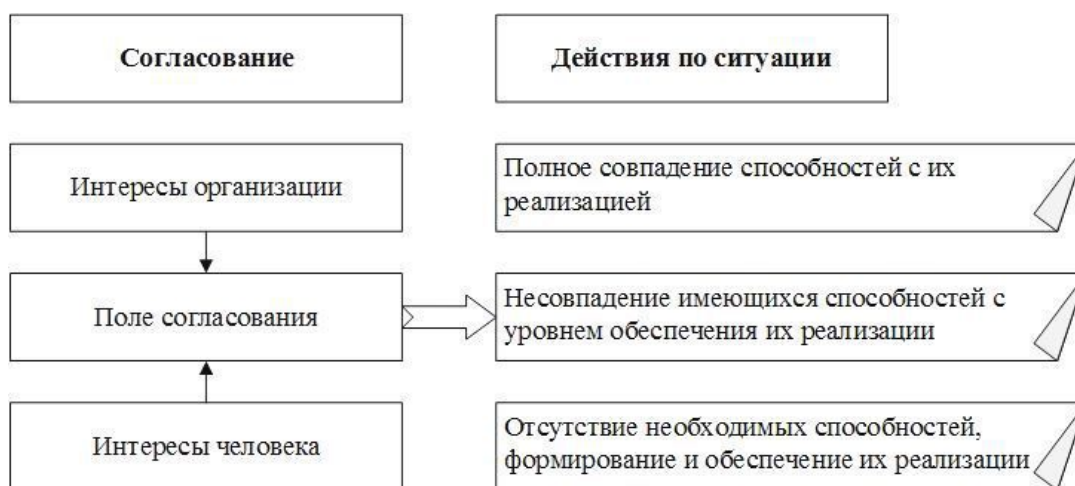 Согласование
Действия по ситуации
Интересы организации
Полное совпадение способностей с их
реализацией
Поле согласования
Несовпадение имеющихся способностей с
уровнем обеспечения их реализации
Интересы человека
Отсутствие необходимых способностей,
формирование и обеспечение их реализации